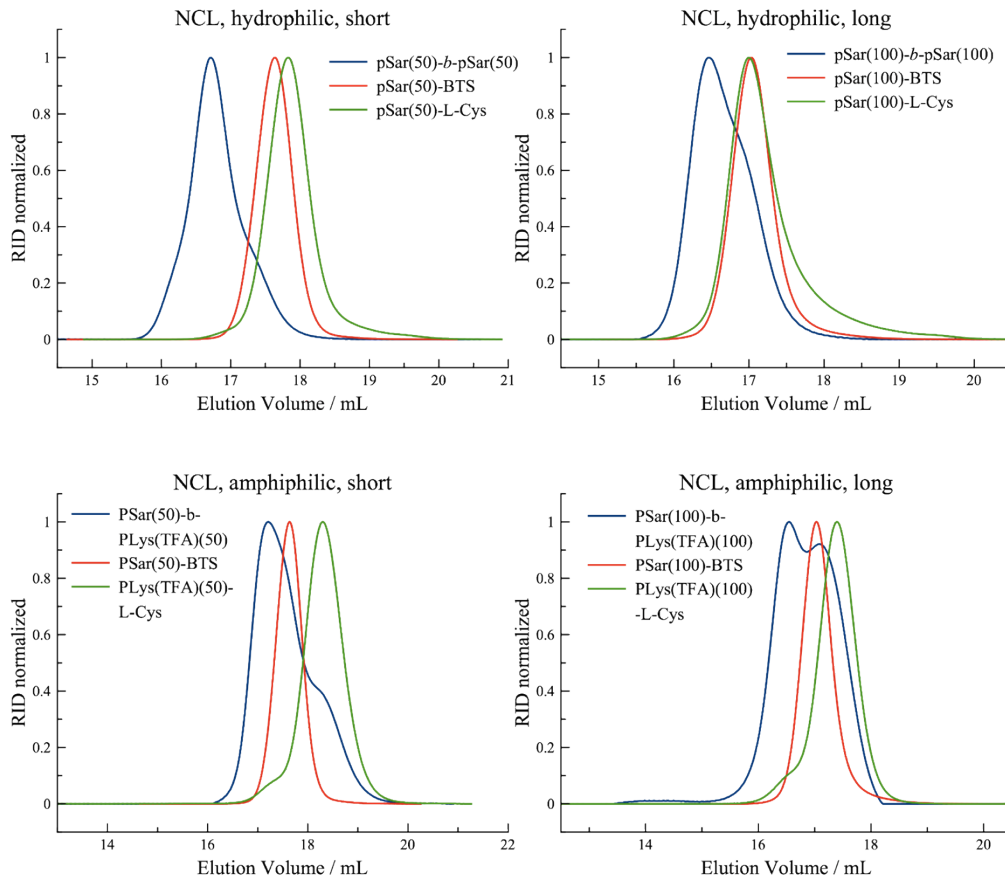 NCL, hydrophilic, short
RID normalized
1
0.8
0.6
0.4
0.2
0
pSar(50)-b-pSar(50)
pSar(50)-BTS
pSar(50)-L-Cys
15 16 17 18 19 20 21
Elution Volume / mL
NCL, hydrophilic, long
RID normalized
1
0.8
0.6
0.4
0.2
0
pSar(100)-b-pSar(100)
pSar(100)-BTS
pSar(100)-L-Cys
15 16 17 18 19 20
Elution Volume / mL
NCL, amphiphilic, short
RID normalized
1
0.8
0.6
0.4
0.2
0
PSar(50)-b-
PLys(TFA)(50)
PSar(50)-BTS
PLys(TFA)(50)-
L-Cys
14 16 18 20 22
Elution Volume / mL
NCL, amphiphilic, long
RID normalized
1
0.8
0.6
0.4
0.2
0
PSar(100)-b-
PLys(TFA)(100)
PSar(100)-BTS
PLys(TFA)(100)
-L-Cys
14 16 18 20
Elution Volume / mL